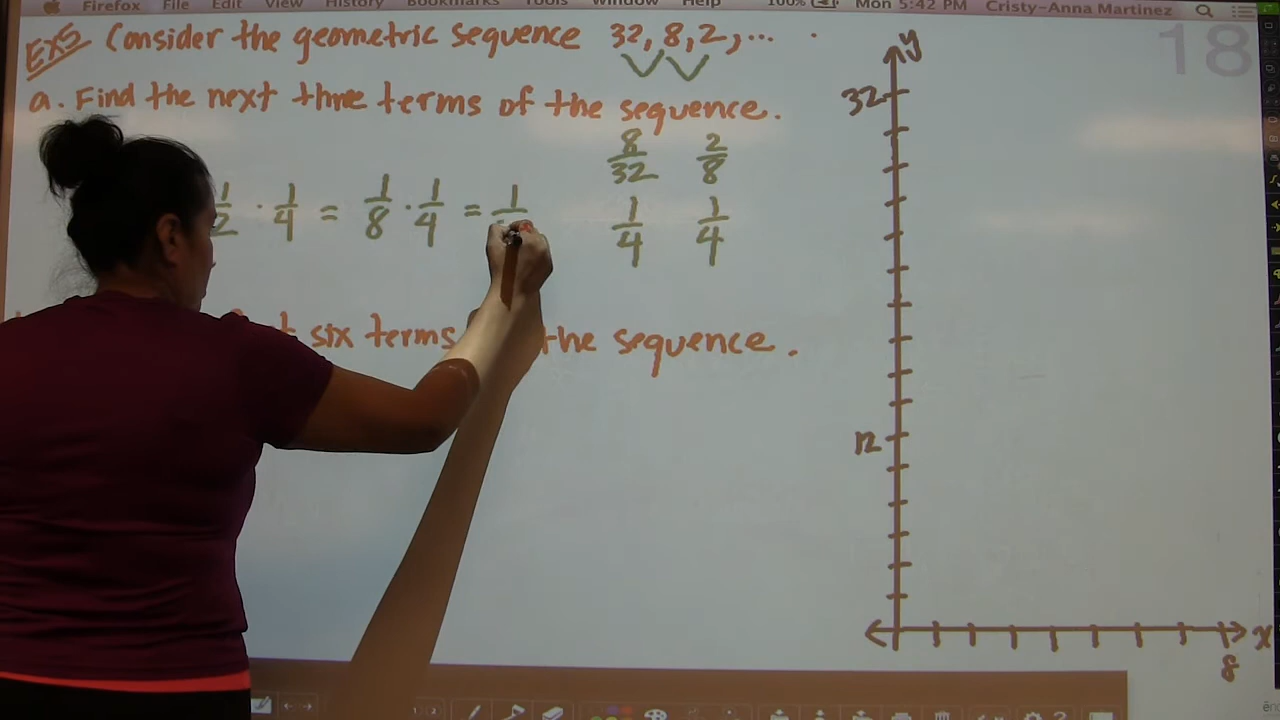 Firefox File Edit View History Bookmarks Tools Window Help 100% Mon 5:42 PM Cristy-Anna Martinez
18
Ex5 Consider the geometric sequence 32, 8, 2, ...
a. Find the next three terms of the sequence.
8/32 2/8
1/2 · 1/4 = 1/8 · 1/4 = 1/
1/4 1/4
six terms the sequence.
y
32
12
x
8